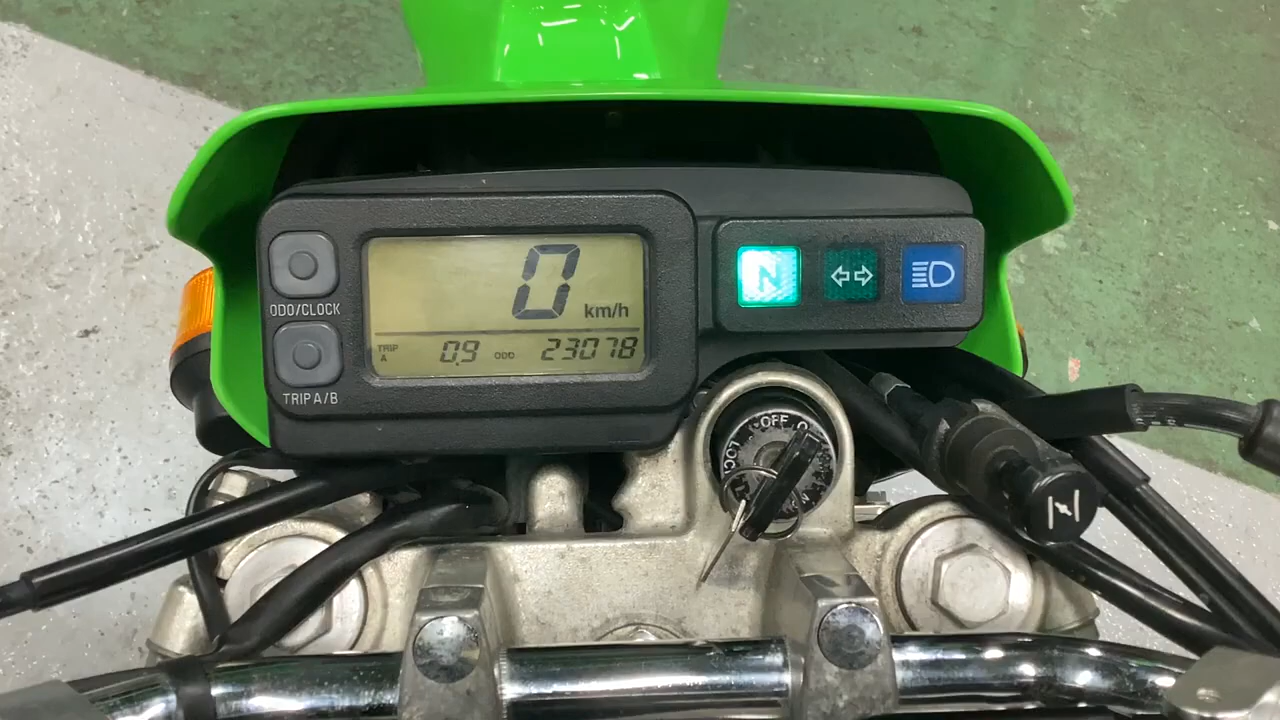 0 km/h
ODO/CLOCK
TRIP A 0.9 ODO 23078
TRIP A/B
N
OFF
LOCK